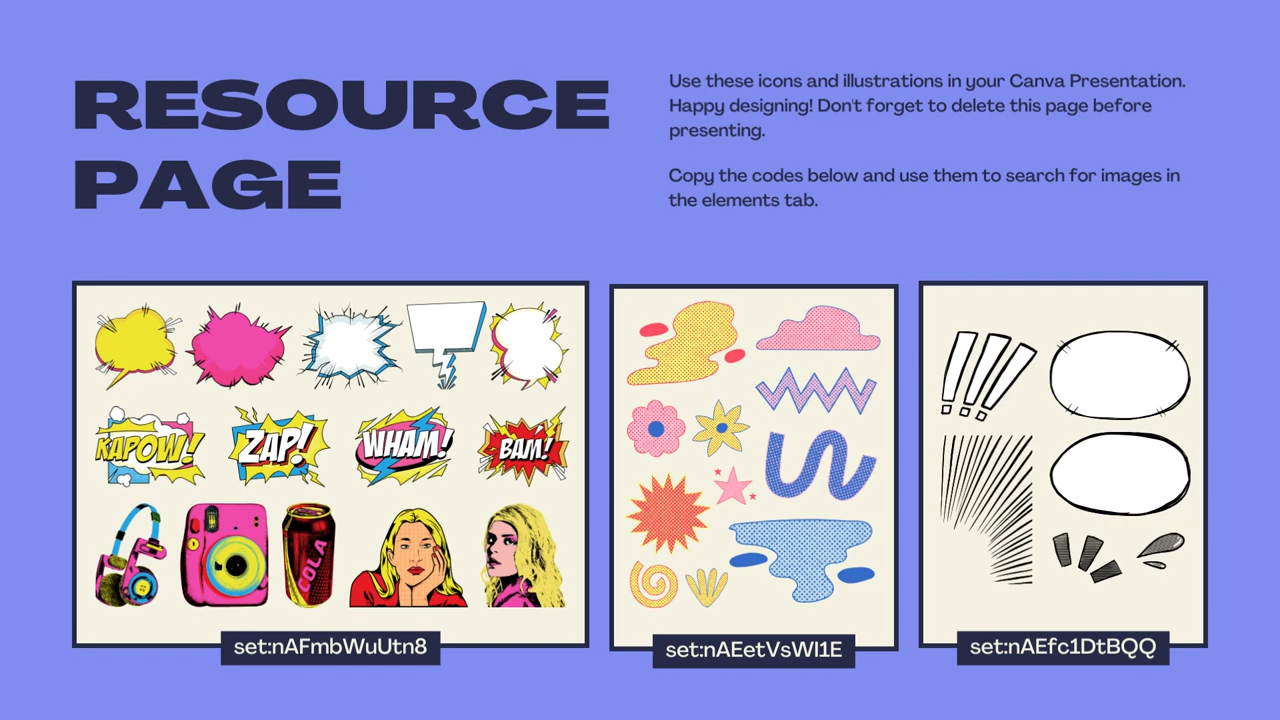 RESOURCE
PAGE
Use these icons and illustrations in your Canva Presentation.
Happy designing! Don't forget to delete this page before
presenting.
Copy the codes below and use them to search for images in
the elements tab.
KAPOW!
ZAP!
WHAM!
BAM!
COLA
set:nAFmbWuUtn8
set:nAEetVsWI1E
set:nAEfc1DtBQQ